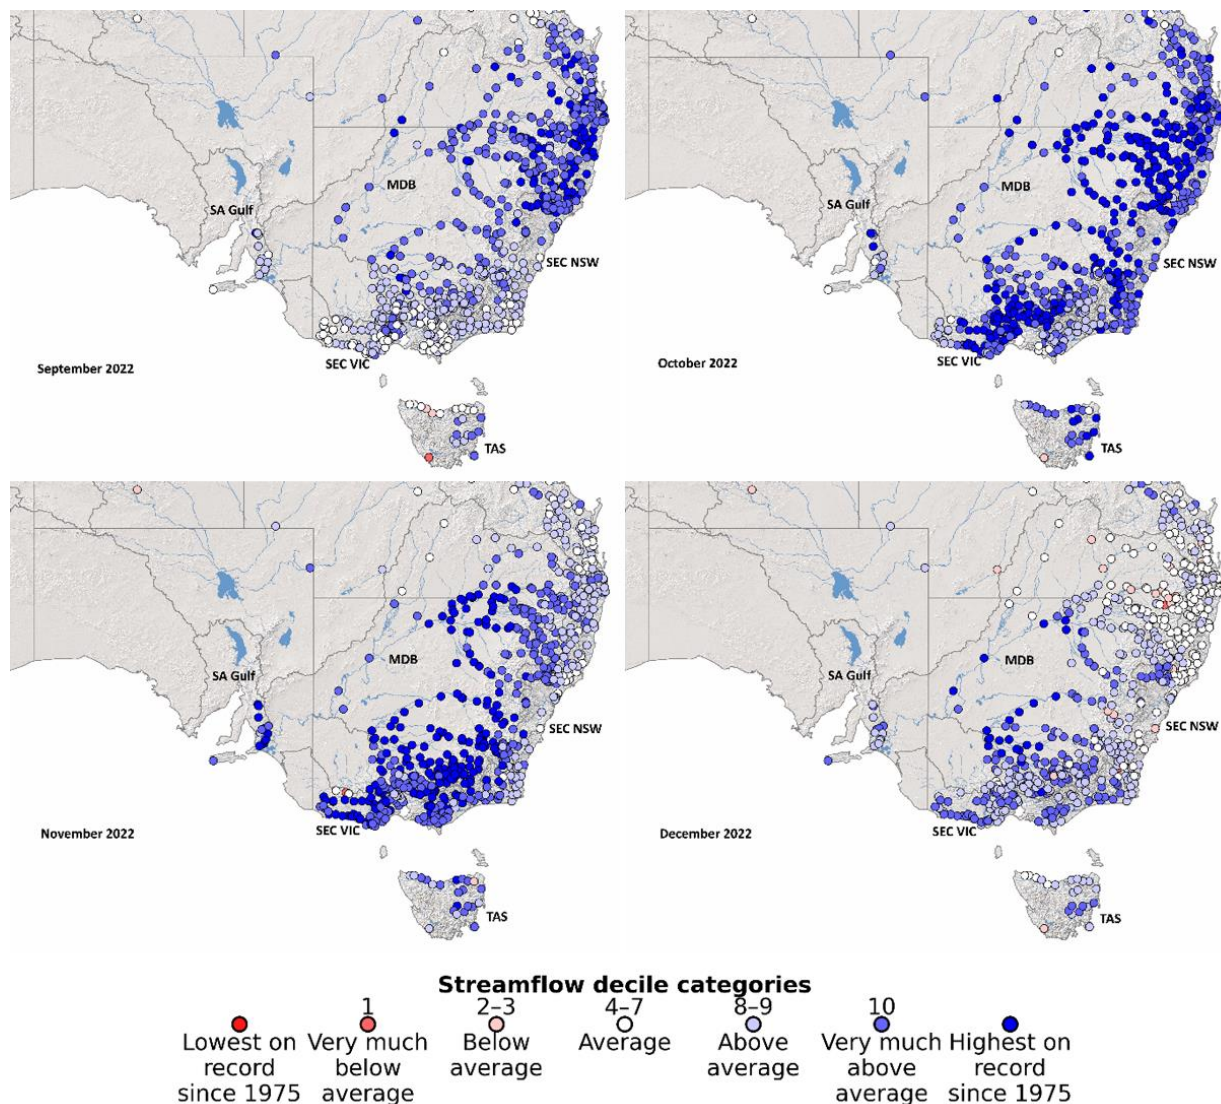 MDB
SA Gulf
SEC NSW
SEC VIC
September 2022
TAS
MDB
SA Gulf
SEC NSW
SEC VIC
October 2022
TAS
MDB
SA Gulf
SEC NSW
SEC VIC
November 2022
TAS
MDB
SA Gulf
SEC NSW
SEC VIC
December 2022
TAS
Streamflow decile categories
1 2–3 4–7 8–9 10
Lowest on Very much Below Average Above Very much Highest on
record below average average above record
since 1975 average average since 1975